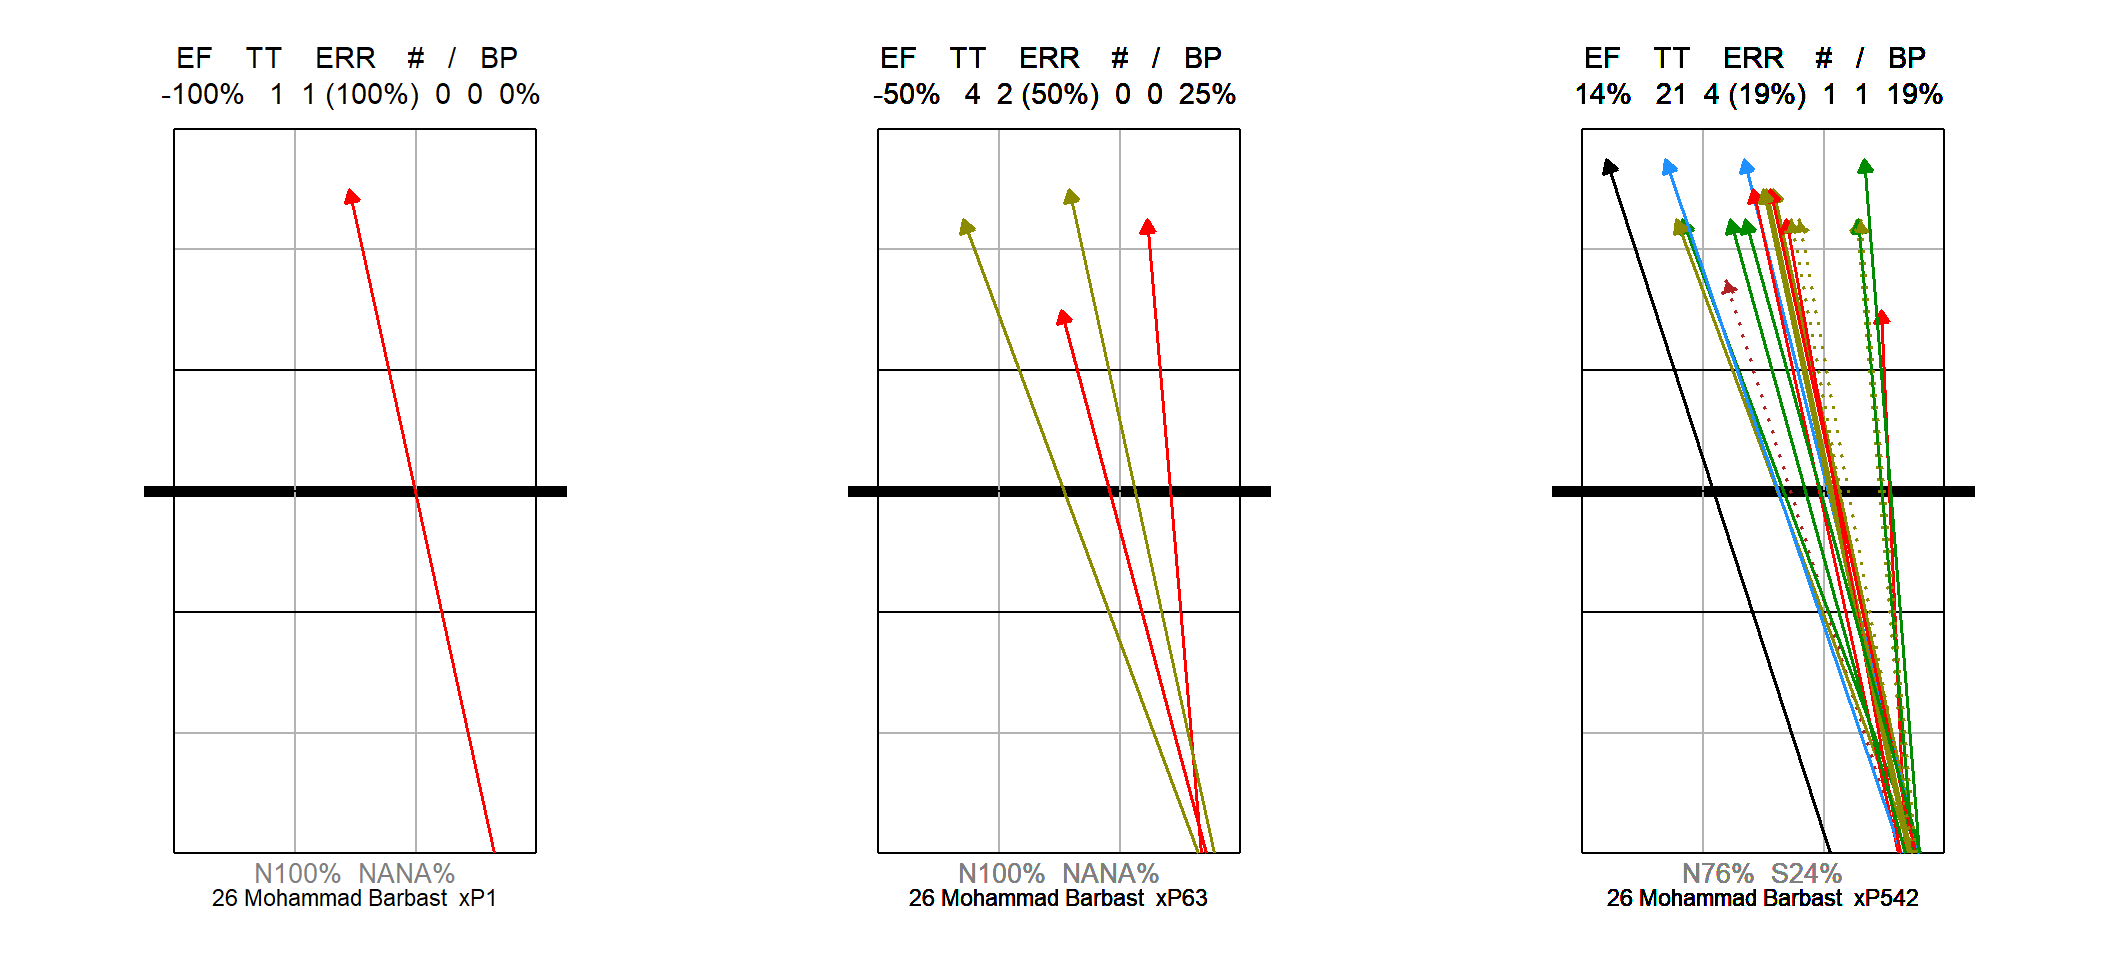 EF TT ERR # / BP
-100% 1 1 (100%) 0 0 0%
N100% NANA%
26 Mohammad Barbast xP1
EF TT ERR # / BP
-50% 4 2 (50%) 0 0 25%
N100% NANA%
26 Mohammad Barbast xP63
EF TT ERR # / BP
14% 21 4 (19%) 1 1 19%
N76% S24%
26 Mohammad Barbast xP542